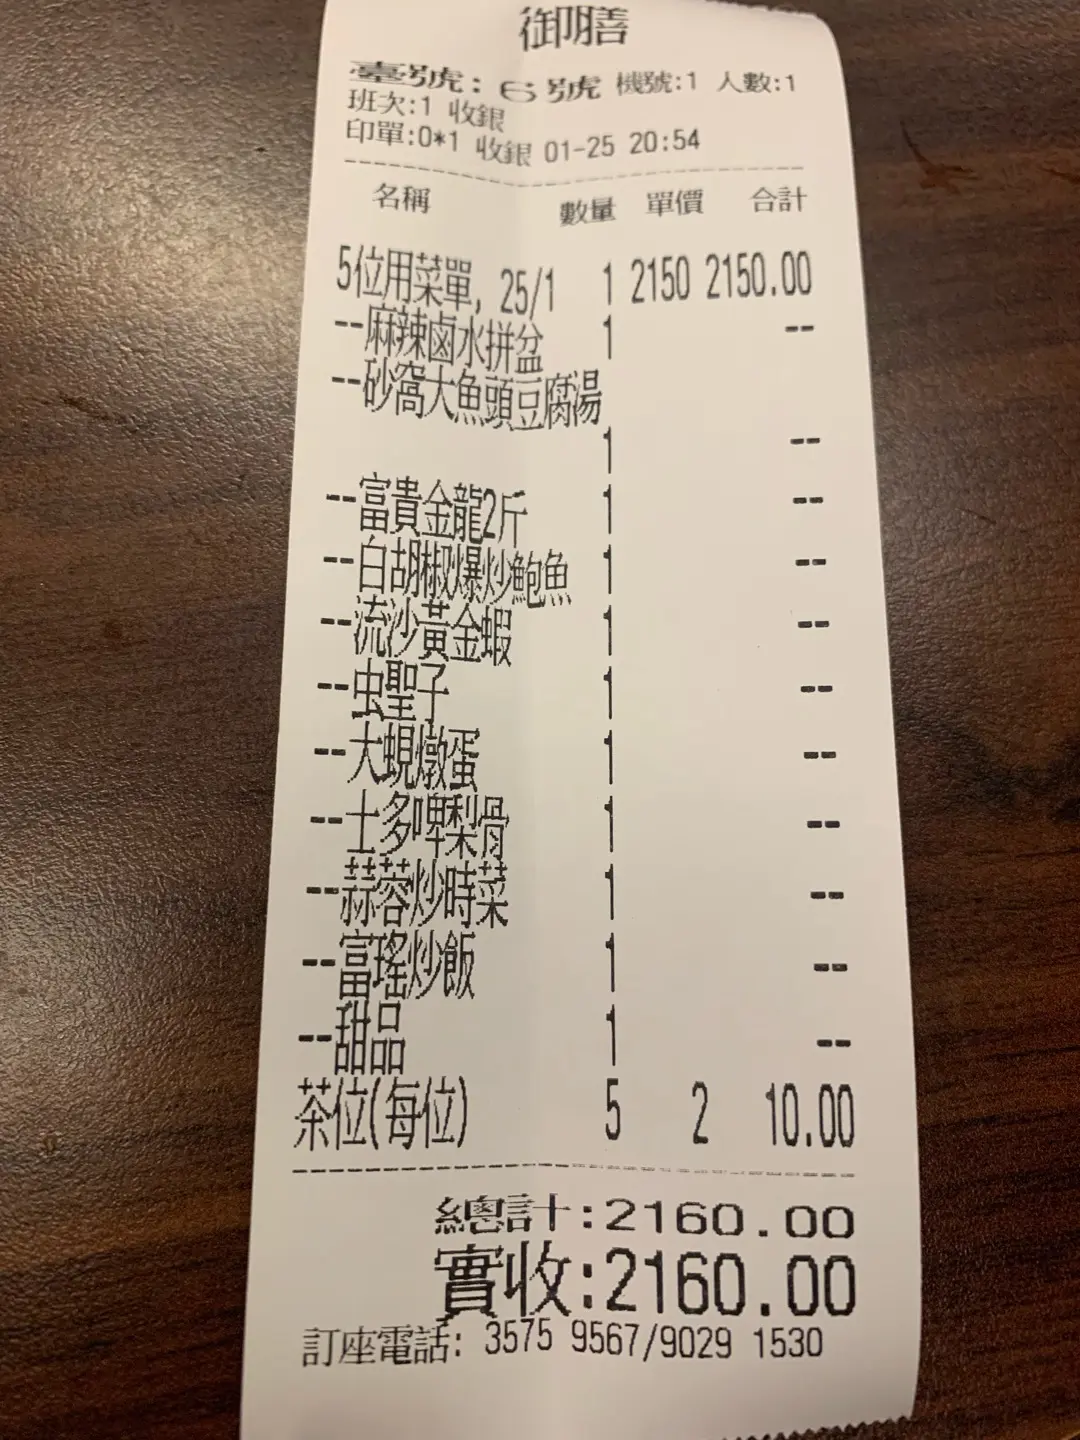 御膳
臺號: 6 號 機號:1 人數:1
班次:1 收銀
印單:0*1 收銀 01-25 20:54
名稱 數量 單價 合計
5位用菜單, 25/1 1 2150 2150.00
--麻辣鹵水拼盆 1 --
--砂窩大魚頭豆腐湯
1 --
--富貴金龍2斤 1 --
--白胡椒爆炒鮑魚 1 --
--流沙黃金蝦 1 --
--虫聖子 1 --
--大蜆燉蛋 1 --
--士多啤梨骨 1 --
--蒜蓉炒時菜 1 --
--富瑤炒飯 1 --
--甜品 1 --
茶位(每位) 5 2 10.00
總計:2160.00
實收:2160.00
訂座電話: 3575 9567/9029 1530